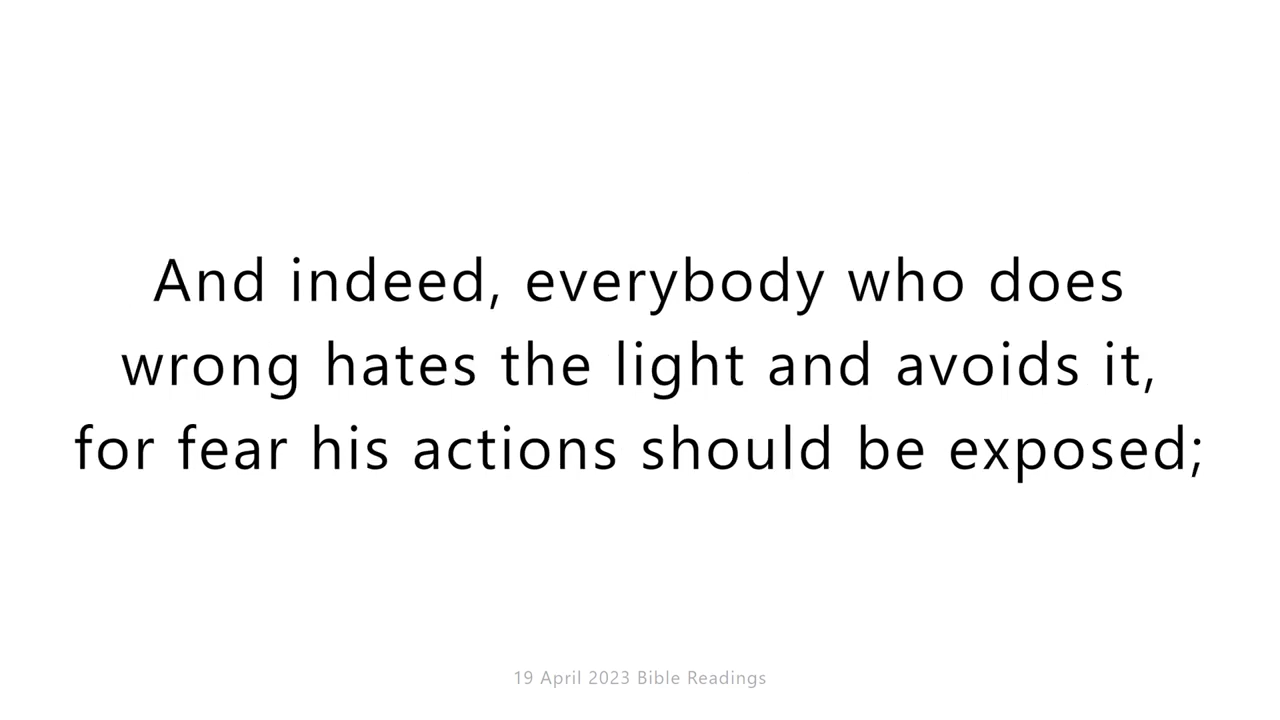 And indeed, everybody who does
wrong hates the light and avoids it,
for fear his actions should be exposed;
19 April 2023 Bible Readings